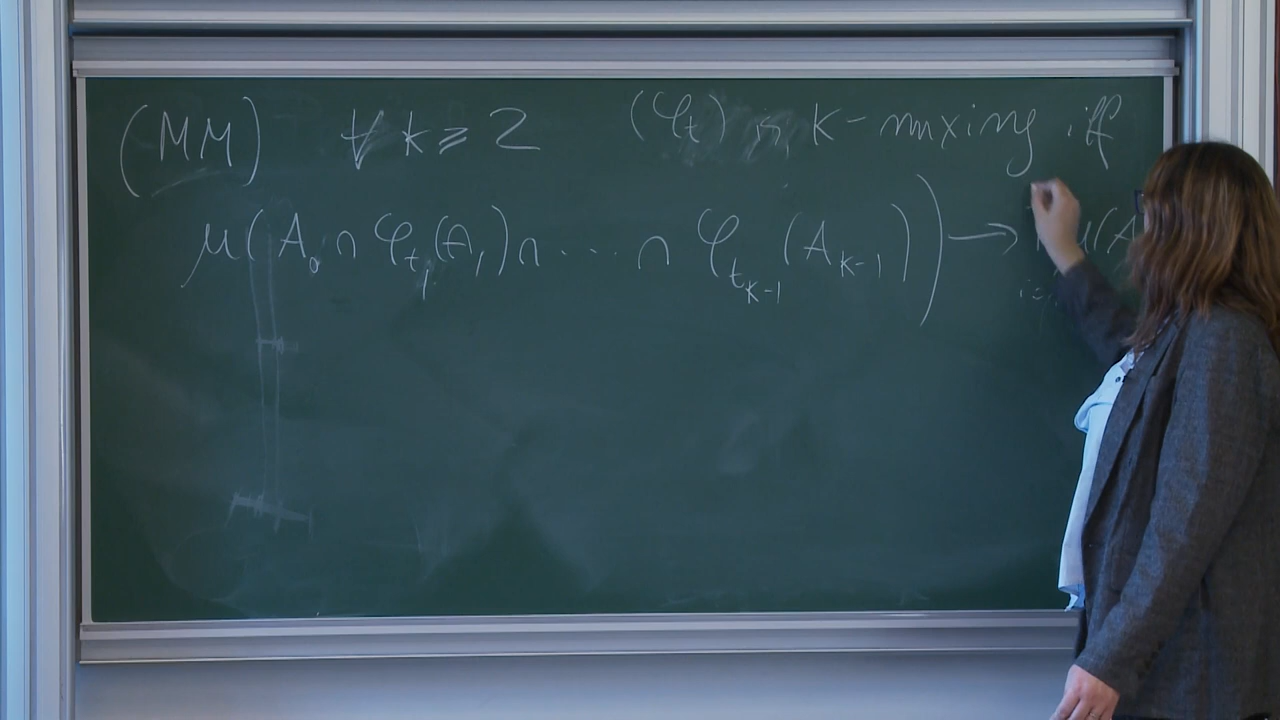 (MM) ∀ k ≥ 2 (φ_t) is k-mixing iff
μ(A_0 ∩ φ_{t_1}(A_1) ∩ ... ∩ φ_{t_{k-1}}(A_{k-1})) → μ(A
i=